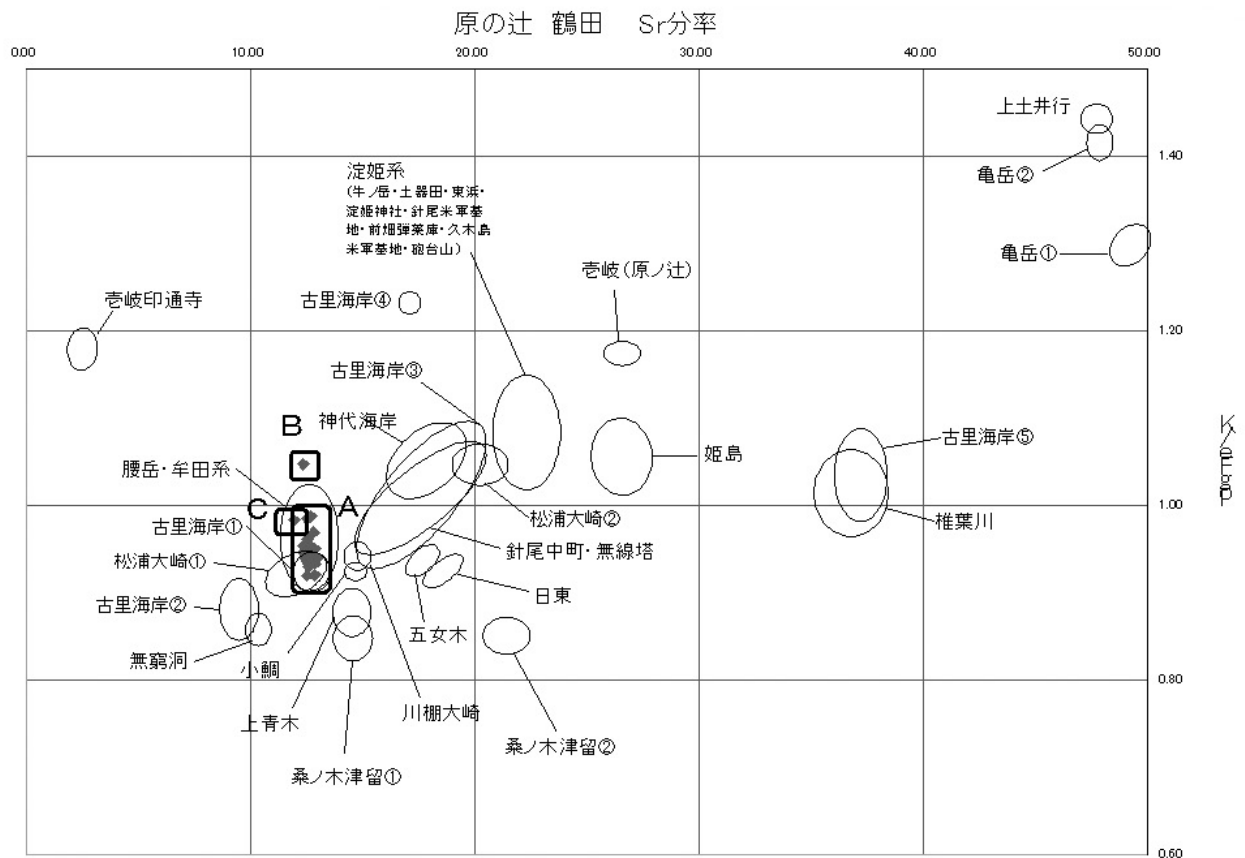 原の辻 鶴田 Sr分率
0.00 10.00 20.00 30.00 40.00 50.00
上土井行
1.40
亀岳②
淀姫系
(牛ノ岳・土器田・東浜・
淀姫神社・針尾米軍基
地・前畑弾薬庫・久木島
米軍基地・砲台山)
亀岳①
壱岐(原ノ辻)
壱岐印通寺
古里海岸④
1.20
古里海岸③
神代海岸
B
古里海岸⑤
姫島
腰岳・牟田系
C
A
1.00
松浦大崎②
椎葉川
古里海岸①
針尾中町・無線塔
松浦大崎①
日東
古里海岸②
五女木
無窮洞
小鯛
0.80
川棚大崎
上青木
桑ノ木津留②
桑ノ木津留①
0.60